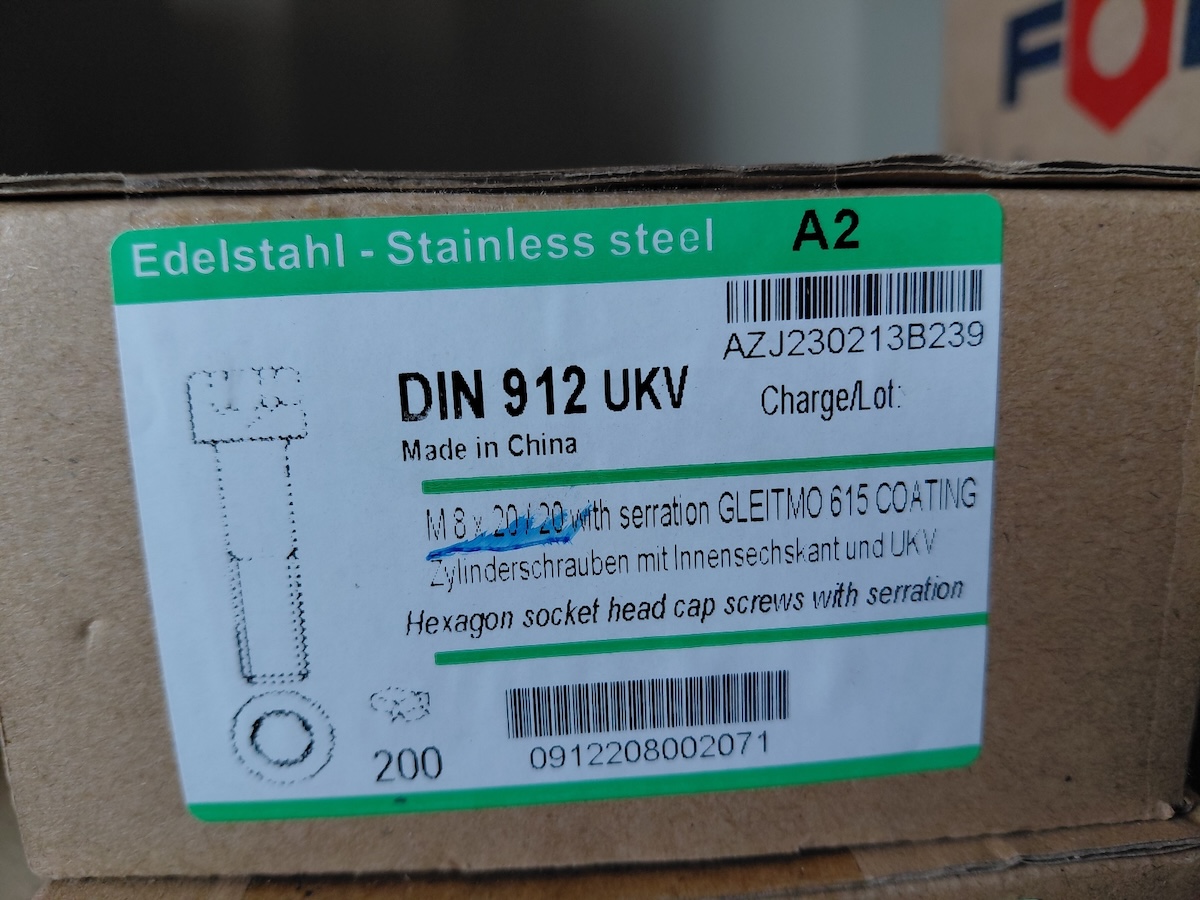 Edelstahl - Stainless steel A2
AZJ230213B239
DIN 912 UKV
Charge/Lot:
Made in China
M 8 x 20 / 20 with serration GLEITMO 615 COATING
Zylinderschrauben mit Innensechskant und UKV
Hexagon socket head cap screws with serration
200
0912208002071